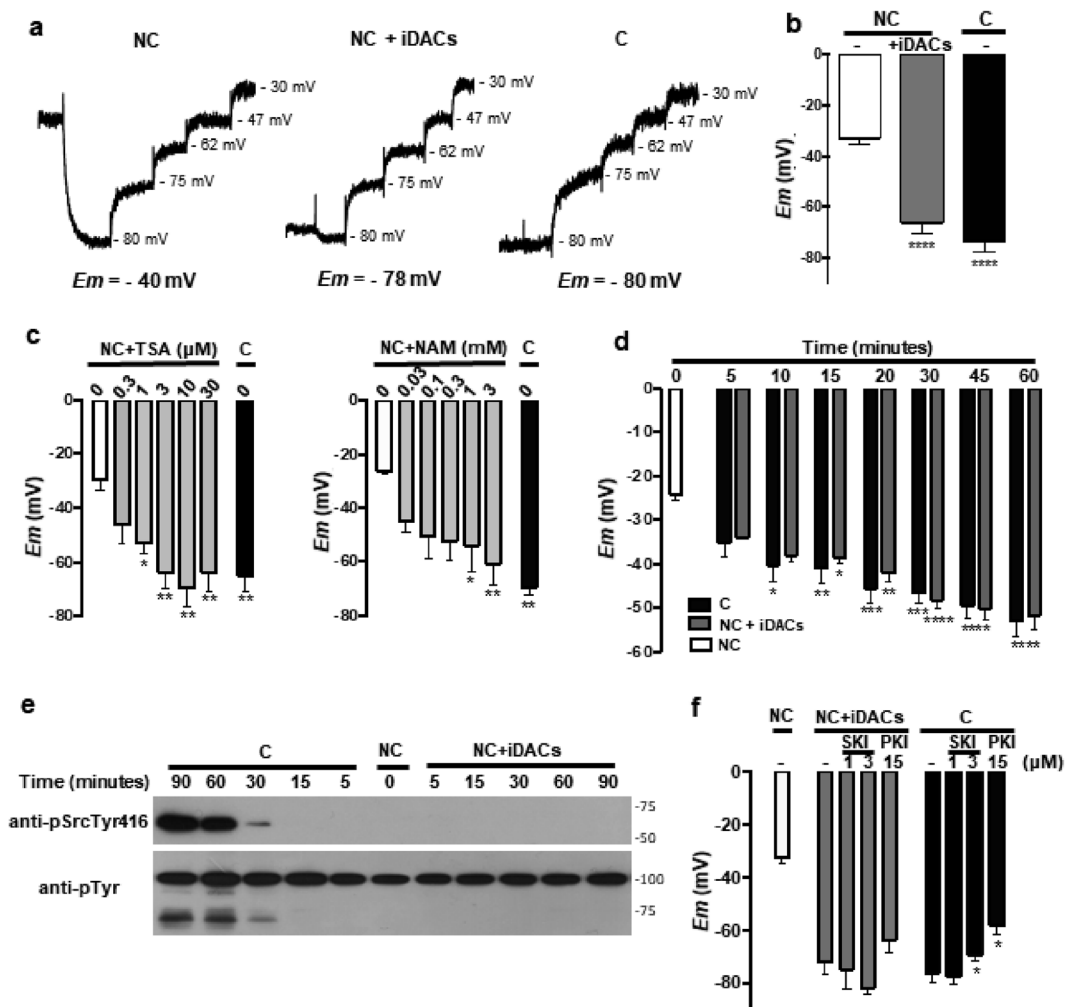 a
NC
NC + iDACs
C
- 30 mV
- 47 mV
- 62 mV
- 75 mV
- 80 mV
Em = - 40 mV
- 30 mV
- 47 mV
- 62 mV
- 75 mV
- 80 mV
Em = - 78 mV
- 30 mV
- 47 mV
- 62 mV
- 75 mV
- 80 mV
Em = - 80 mV
b
NC C
- +iDACs -
0
-20
-40
-60
-80
Em (mV)
**** ****
c
NC+TSA (µM) C
0 0.3 1 3 10 30 0
0
-20
-40
-60
-80
Em (mV)
* ** ** ** **
NC+NAM (mM) C
0 0.03 0.1 0.3 1 3 0
0
-20
-40
-60
-80
Em (mV)
* ** **
d
Time (minutes)
0 5 10 15 20 30 45 60
0
-10
-20
-30
-40
-50
-60
Em (mV)
* ** * *** ** *** **** **** ****
C
NC + iDACs
NC
e
C NC NC+iDACs
Time (minutes) 90 60 30 15 5 0 5 15 30 60 90
anti-pSrcTyr416
-75
-50
anti-pTyr
-100
-75
f
NC NC+iDACs C
SKI PKI SKI PKI
- - 1 3 15 - 1 3 15 (µM)
0
-20
-40
-60
-80
Em (mV)
* *